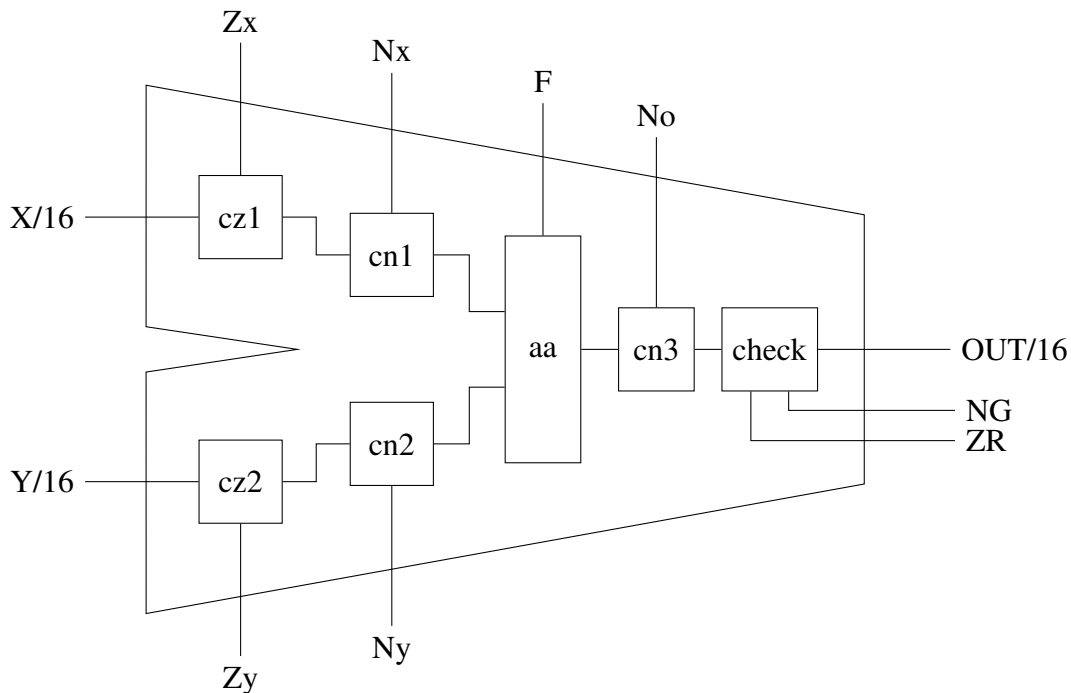 Zx
Nx
F
No
X/16
cz1
cn1
aa
cn3
check
OUT/16
NG
ZR
Y/16
cz2
cn2
Ny
Zy